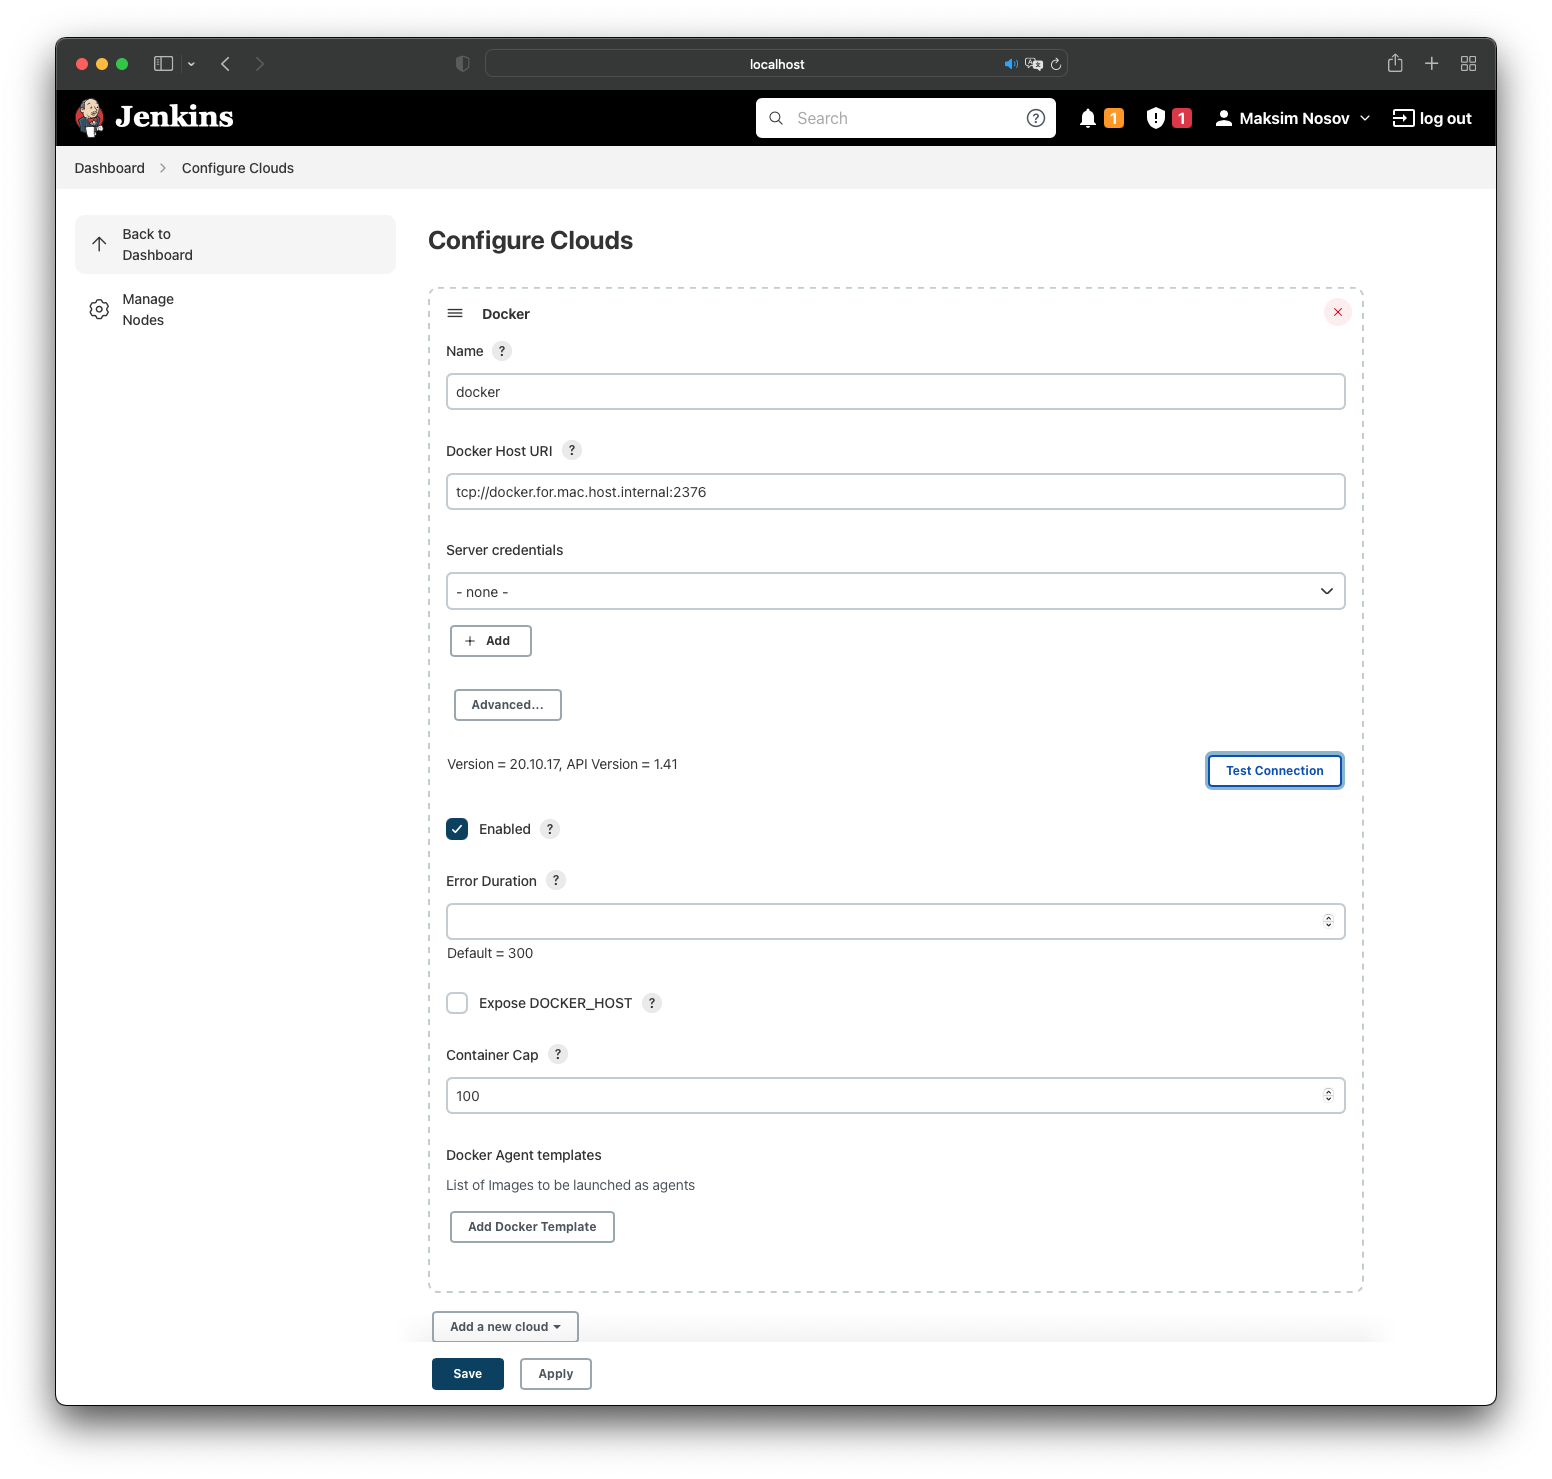 localhost
Jenkins
Search
?
1
1
Maksim Nosov
log out
Dashboard
Configure Clouds
Back to
Dashboard
Manage
Nodes
Configure Clouds
Docker
Name ?
docker
Docker Host URI ?
tcp://docker.for.mac.host.internal:2376
Server credentials
- none -
+ Add
Advanced...
Version = 20.10.17, API Version = 1.41
Test Connection
Enabled ?
Error Duration ?
Default = 300
Expose DOCKER_HOST ?
Container Cap ?
100
Docker Agent templates
List of Images to be launched as agents
Add Docker Template
Add a new cloud
Save
Apply